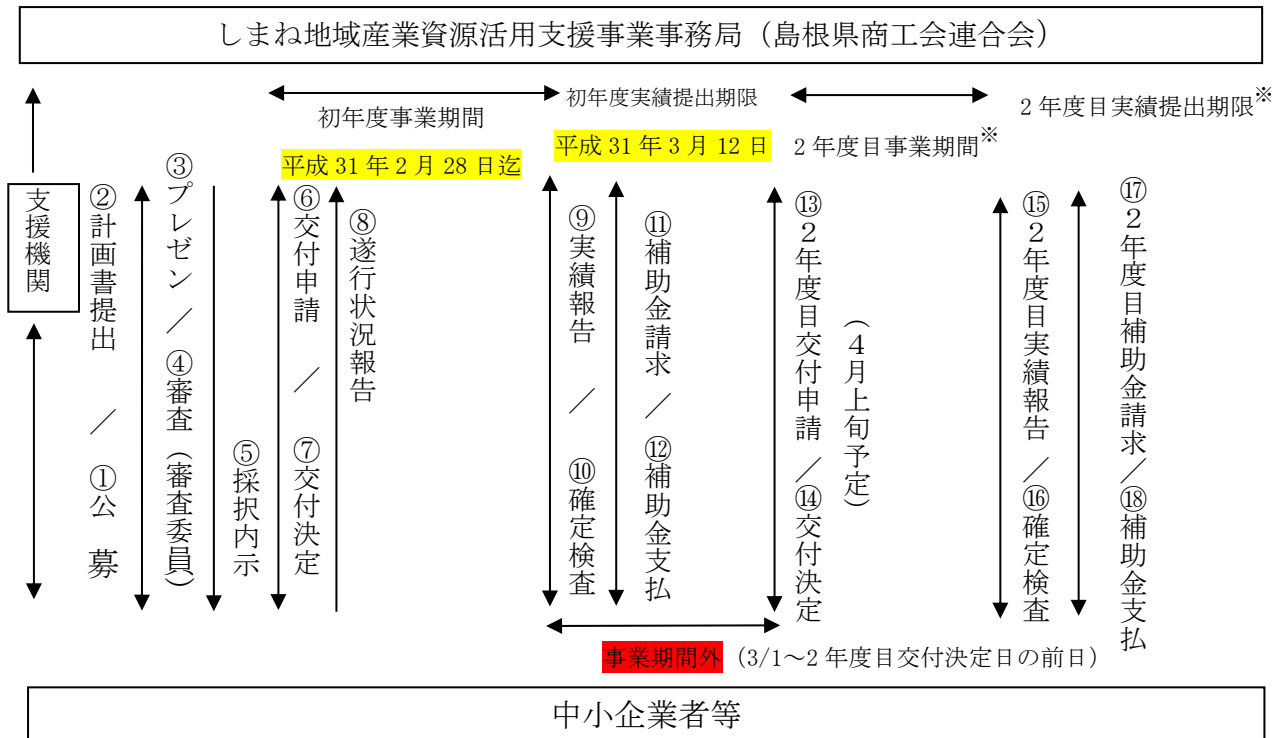 しまね地域産業資源活用支援事業事務局（島根県商工会連合会）
初年度事業期間
平成 31 年 2 月 28 日迄
初年度実績提出期限
平成 31 年 3 月 12 日
2 年度目事業期間※
2 年度目実績提出期限※
支援機関
②計画書提出　／　①公　募
③プレゼン／④審査（審査委員）
⑤採択内示
⑥交付申請　／　⑦交付決定
⑧遂行状況報告
⑨実績報告　／　⑩確定検査
⑪補助金請求／⑫補助金支払
⑬２年度目交付申請／⑭交付決定
（４月上旬予定）
⑮２年度目実績報告／⑯確定検査
⑰２年度目補助金請求／⑱補助金支払
事業期間外（3/1～2 年度目交付決定日の前日）
中小企業者等